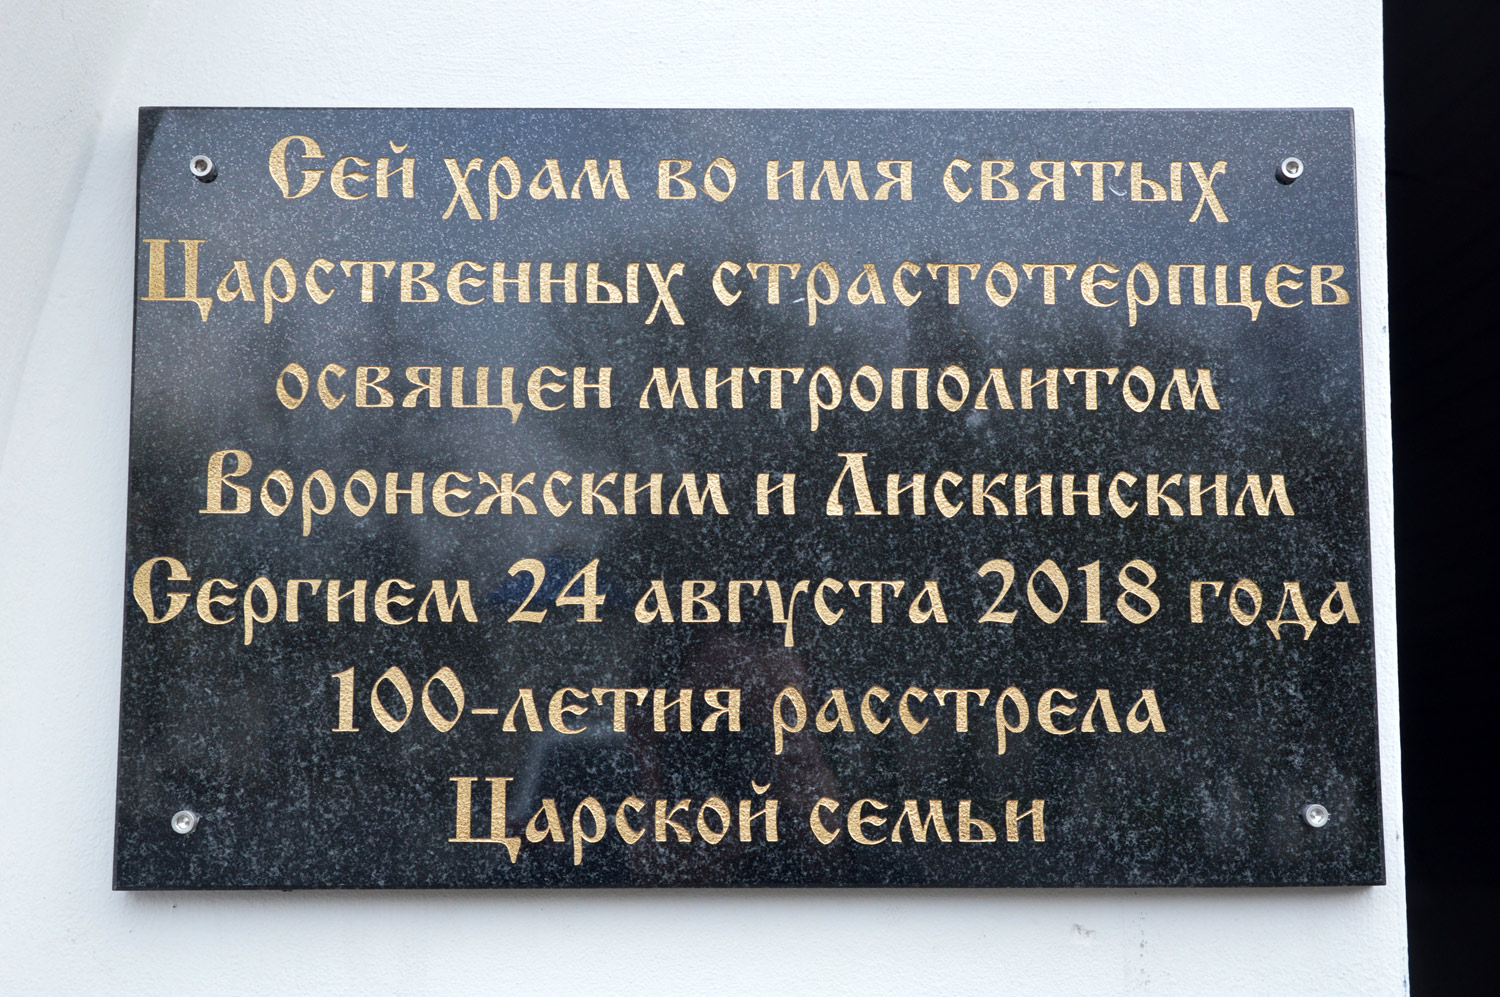 Сей храм во имя святых
Царственных страстотерпцев
освящен митрополитом
Воронежским и Лискинским
Сергием 24 августа 2018 года
100-летия расстрела
Царской семьи